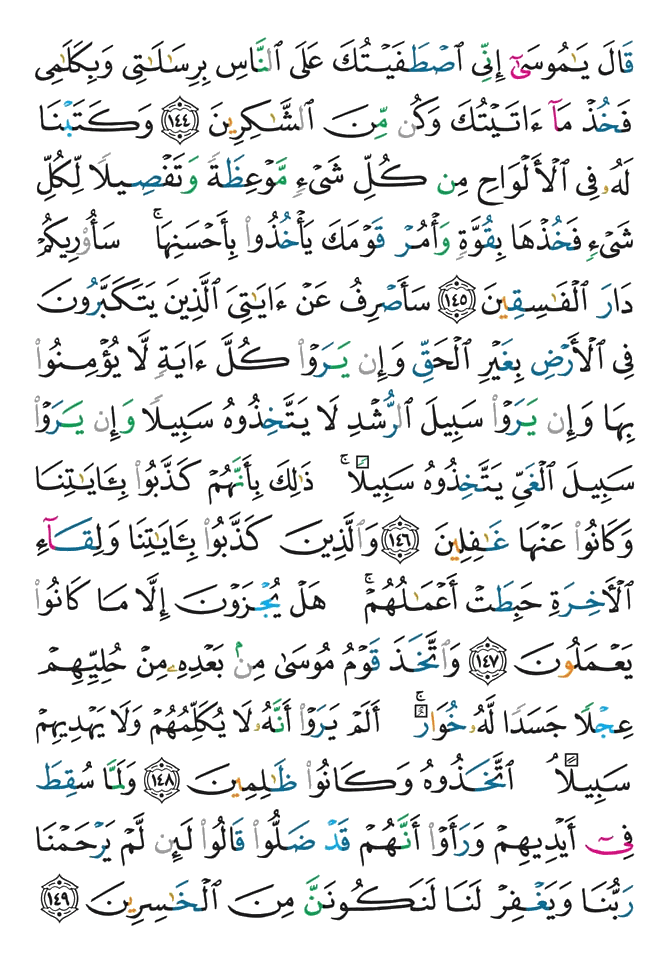 قَالَ يَٰمُوسَىٰٓ إِنِّي ٱصۡطَفَيۡتُكَ عَلَى ٱلنَّاسِ بِرِسَٰلَٰتِي وَبِكَلَٰمِي
فَخُذۡ مَآ ءَاتَيۡتُكَ وَكُن مِّنَ ٱلشَّٰكِرِينَ ١٤٤ وَكَتَبۡنَا
لَهُۥ فِي ٱلۡأَلۡوَاحِ مِن كُلِّ شَيۡءٖ مَّوۡعِظَةٗ وَتَفۡصِيلٗا لِّكُلِّ
شَيۡءٖ فَخُذۡهَا بِقُوَّةٖ وَأۡمُرۡ قَوۡمَكَ يَأۡخُذُواْ بِأَحۡسَنِهَاۚ سَأُوْرِيكُمۡ
دَارَ ٱلۡفَٰسِقِينَ ١٤٥ سَأَصۡرِفُ عَنۡ ءَايَٰتِيَ ٱلَّذِينَ يَتَكَبَّرُونَ
فِي ٱلۡأَرۡضِ بِغَيۡرِ ٱلۡحَقِّ وَإِن يَرَوۡاْ كُلَّ ءَايَةٖ لَّا يُؤۡمِنُواْ
بِهَا وَإِن يَرَوۡاْ سَبِيلَ ٱلرُّشۡدِ لَا يَتَّخِذُوهُ سَبِيلٗا وَإِن يَرَوۡاْ
سَبِيلَ ٱلۡغَيِّ يَتَّخِذُوهُ سَبِيلٗاۚ ذَٰلِكَ بِأَنَّهُمۡ كَذَّبُواْ بِـَٔايَٰتِنَا
وَكَانُواْ عَنۡهَا غَٰفِلِينَ ١٤٦ وَٱلَّذِينَ كَذَّبُواْ بِـَٔايَٰتِنَا وَلِقَآءِ
ٱلۡأٓخِرَةِ حَبِطَتۡ أَعۡمَٰلُهُمۡۚ هَلۡ يُجۡزَوۡنَ إِلَّا مَا كَانُواْ
يَعۡمَلُونَ ١٤٧ وَٱتَّخَذَ قَوۡمُ مُوسَىٰ مِنۢ بَعۡدِهِۦ مِنۡ حُلِيِّهِمۡ
عِجۡلٗا جَسَدٗا لَّهُۥ خُوَارٌۚ أَلَمۡ يَرَوۡاْ أَنَّهُۥ لَا يُكَلِّمُهُمۡ وَلَا يَهۡدِيهِمۡ
سَبِيلًاۘ ٱتَّخَذُوهُ وَكَانُواْ ظَٰلِمِينَ ١٤٨ وَلَمَّا سُقِطَ
فِيٓ أَيۡدِيهِمۡ وَرَأَوۡاْ أَنَّهُمۡ قَدۡ ضَلُّواْ قَالُواْ لَئِن لَّمۡ يَرۡحَمۡنَا
رَبُّنَا وَيَغۡفِرۡ لَنَا لَنَكُونَنَّ مِنَ ٱلۡخَٰسِرِينَ ١٤٩